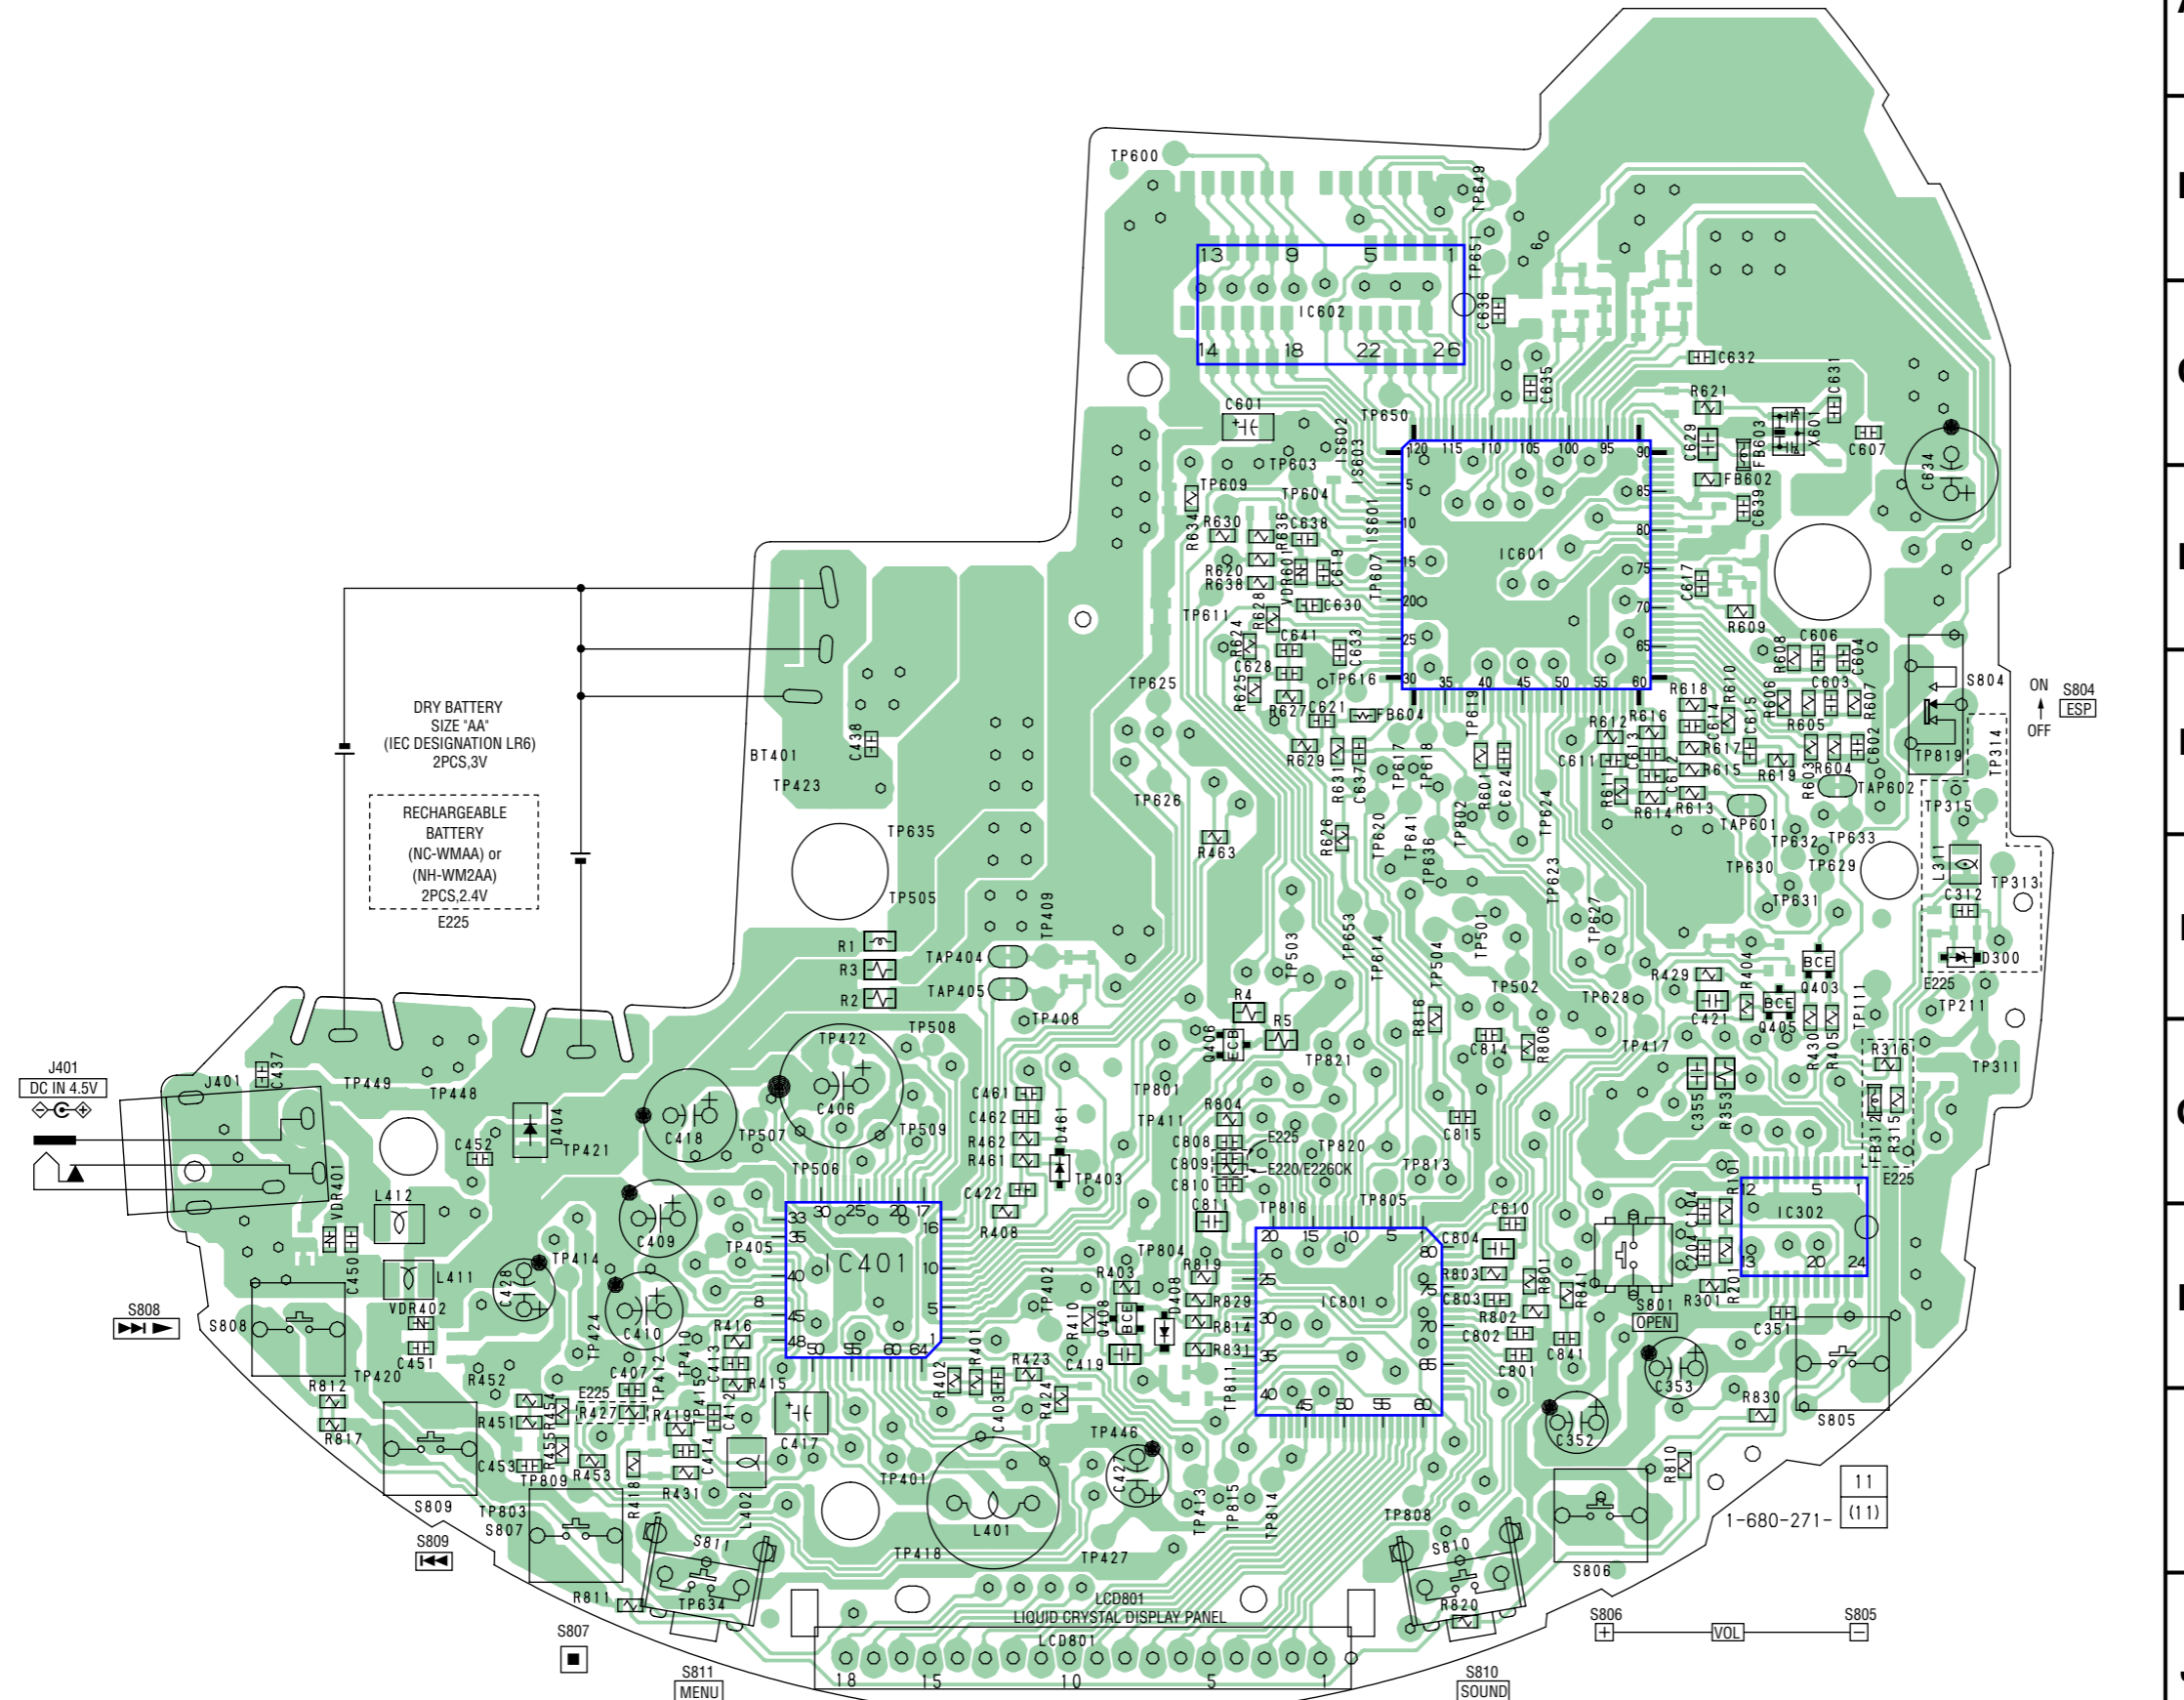 TP600
TP649
TP651
13 9 5 1
IC602
14 18 22 26
C636
C632
C635
C631
R621
C601
TP650
IS602
IS603
C629
FB603
X601
C607
C634
120 115 110 105 100 95 90
TP603
TP609
TP604
FB602
C639
R634
R630
R636
C638
IS601
IC601
R620
R638
VDR601
C619
TP607
C617
C630
R628
TP611
R609
R624
C641
C633
C628
R608
C606
C604
R625
R627
TP616
TP625
C621
FB604
30 35 40 45 50 55 60
1 5 10 15 20 25
85 80 75 70 65
TP619
R618
R610
R606
C603
R607
R605
S804
ON
OFF
S804
ESP
DRY BATTERY
SIZE "AA"
(IEC DESIGNATION LR6)
2PCS,3V
RECHARGEABLE
BATTERY
(NC-WMAA) or
(NH-WM2AA)
2PCS,2.4V
E225
BT401
C438
TP423
R612
R616
C614
C615
C613
R617
C611
C612
R615
R619
R603
R604
C602
TP819
TP314
R629
R631
C637
TP617
TP618
R601
C624
R611
R614
R613
TAP601
TAP602
TP315
TP626
TP635
R463
R626
TP620
TP641
TP636
TP802
TP624
TP632
TP633
TP630
TP629
L311
TP313
TP505
TP409
TP623
TP627
TP631
C312
R1
R3
R2
TAP404
TAP405
TP503
TP653
TP614
TP504
TP501
R429
R404
BCE
Q403
D300
E225
TP408
TP508
TP422
R4
R5
Q406
ECB
TP502
R816
TP628
C421
BCE
Q405
R430
R405
TP111
TP211
C814
R806
TP417
R316
TP311
J401
DC IN 4.5V
J401
C437
TP449
TP448
C452
D404
TP421
C418
C406
TP507
TP509
TP506
C461
C462
R462
R461
D461
TP801
TP821
TP411
R804
C808
C809
C810
E225
E220/E226CK
TP820
C815
C355
R353
FB312
R315
E225
TP403
C422
R408
C811
TP816
TP805
TP813
C610
C104
R101
12 5 1
IC302
13 20 24
C204
R201
R301
VDR401
L412
C450
L411
VDR402
C451
C409
TP414
C428
C410
TP405
33 30 25 20 17 16
35 40 45 48
IC401
8
10 5 1
50 55 60 64
TP424
TP410
R416
C413
R415
TP402
TP804
R403
R819
D408
R829
R814
R831
R410
Q408
BCE
C419
R401
R402
R423
R424
C403
20 15 10 5 1 80
25 30 35 40
IC801
75 70 65
45 50 55 60
C804
R803
C803
R802
R801
R841
C802
C801
C841
S801
OPEN
C351
C353
C352
R830
S805
S808
S808
TP420
R812
R817
R452
R451
R454
R455
C453
R453
C407
TP412
E225
R427
R419
TP415
C412
C414
R431
R418
L402
C417
TP811
TP446
TP401
C427
TP413
TP815
TP814
TP808
R810
11
(11)
1-680-271-
S809
S809
TP809
TP803
S807
S811
TP634
R811
L401
TP418
TP427
S810
R820
S806
LCD801
LIQUID CRYSTAL DISPLAY PANEL
LCD801
18 15 10 5 1
S807
S811
MENU
S810
SOUND
S806
+
VOL
S805
−